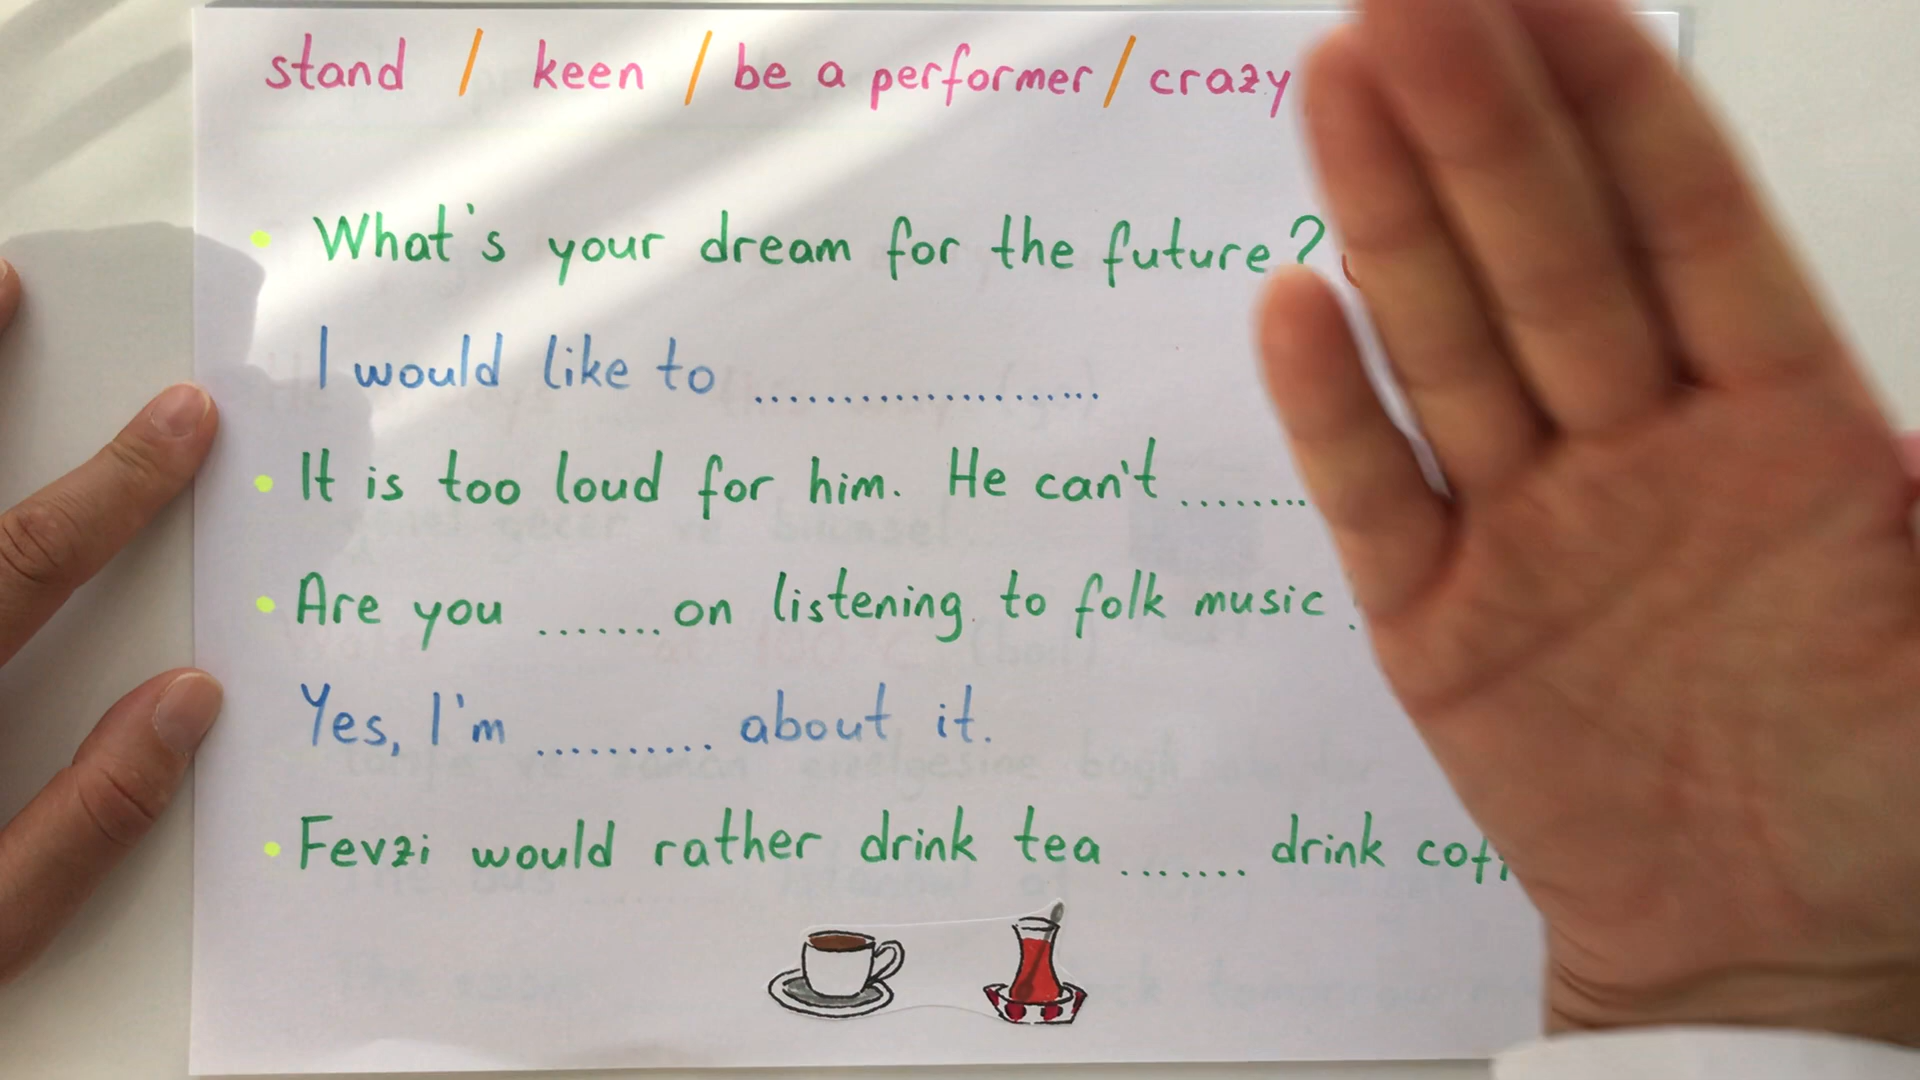 stand / keen / be a performer / crazy
What's your dream for the future?
I would like to ......................
It is too loud for him. He can't .........
Are you ....... on listening to folk music
Yes, I'm .......... about it.
Fevzi would rather drink tea ....... drink